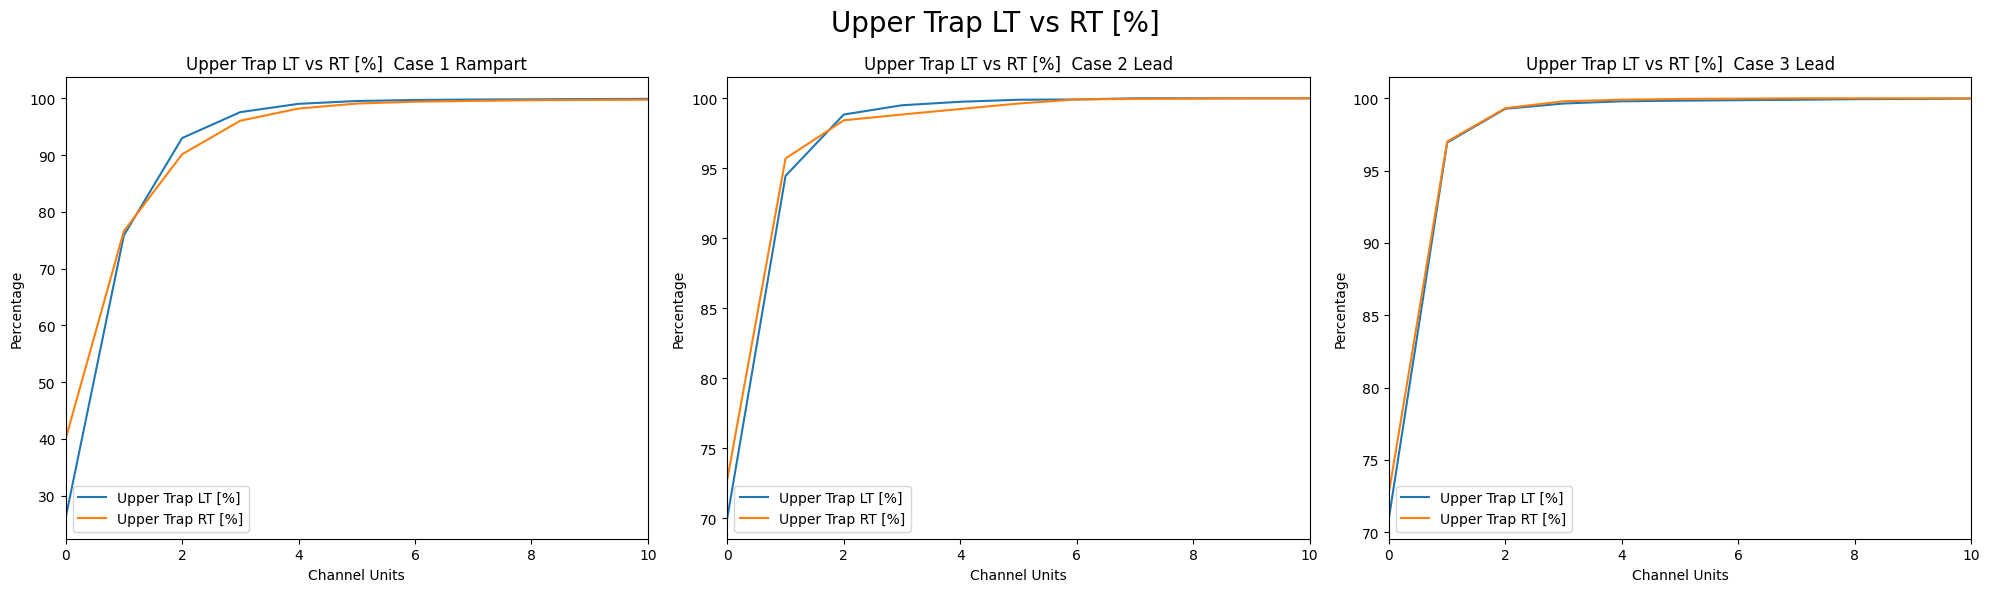 Upper Trap LT vs RT [%]
Upper Trap LT vs RT [%]  Case 1 Rampart
Percentage
100
90
80
70
60
50
40
30
Upper Trap LT [%]
Upper Trap RT [%]
0 2 4 6 8 10
Channel Units
Upper Trap LT vs RT [%]  Case 2 Lead
Percentage
100
95
90
85
80
75
70
Upper Trap LT [%]
Upper Trap RT [%]
0 2 4 6 8 10
Channel Units
Upper Trap LT vs RT [%]  Case 3 Lead
Percentage
100
95
90
85
80
75
70
Upper Trap LT [%]
Upper Trap RT [%]
0 2 4 6 8 10
Channel Units